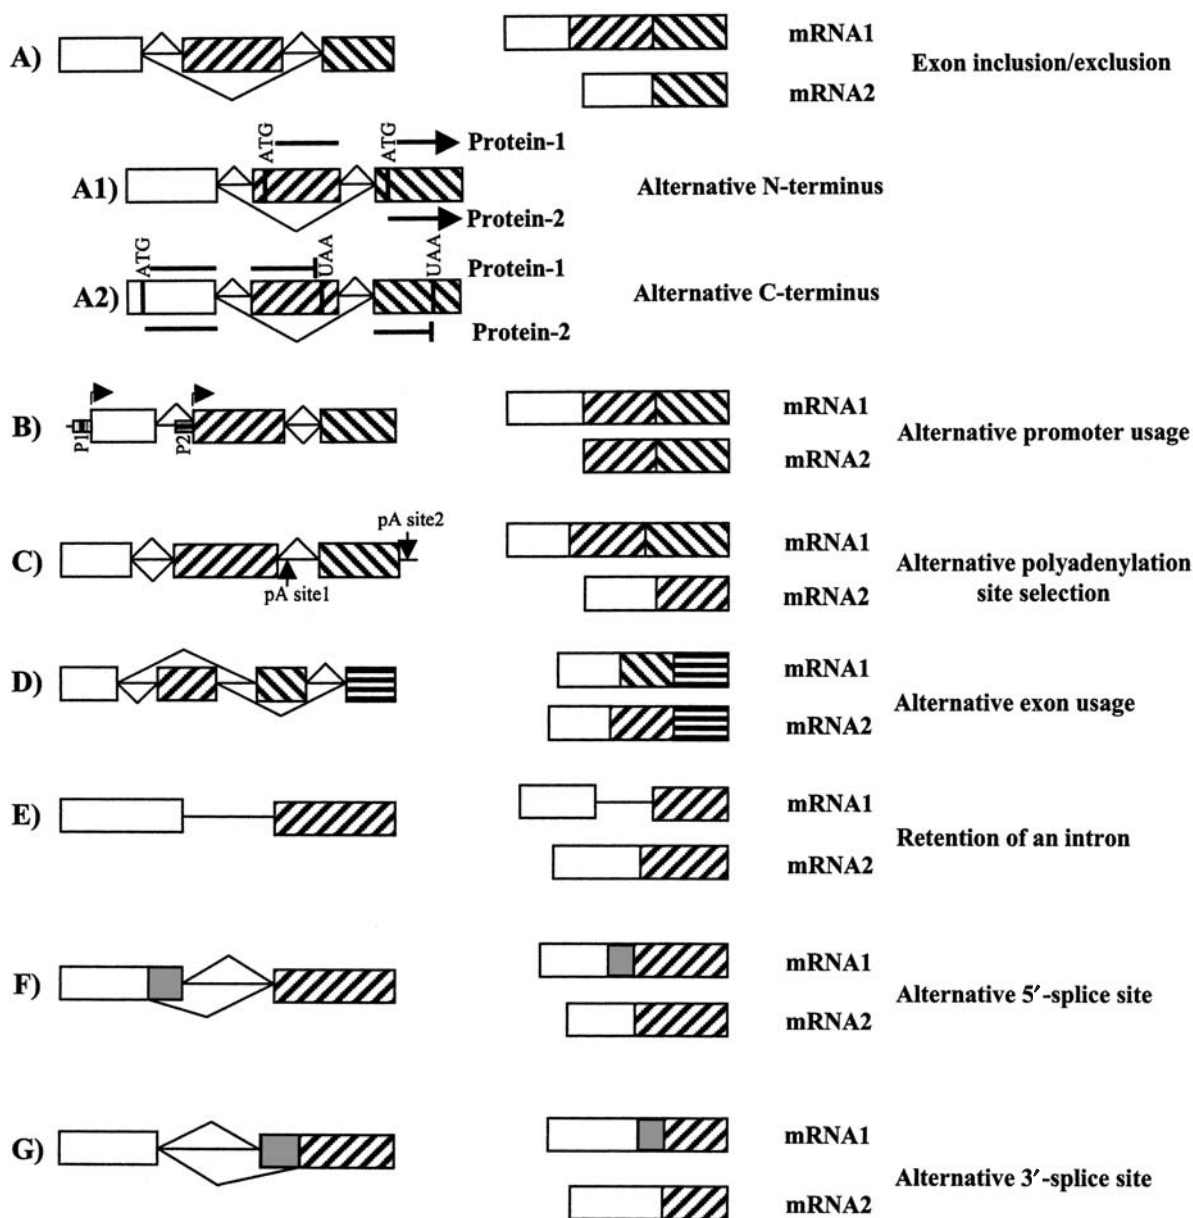 A)
mRNA1
Exon inclusion/exclusion
mRNA2
ATG
ATG
Protein-1
A1)
Alternative N-terminus
Protein-2
ATG
UAA
UAA
Protein-1
A2)
Alternative C-terminus
Protein-2
B)
P1
P2
mRNA1
Alternative promoter usage
mRNA2
C)
pA site2
pA site1
mRNA1
Alternative polyadenylation
site selection
mRNA2
D)
mRNA1
Alternative exon usage
mRNA2
E)
mRNA1
Retention of an intron
mRNA2
F)
mRNA1
Alternative 5′-splice site
mRNA2
G)
mRNA1
Alternative 3′-splice site
mRNA2